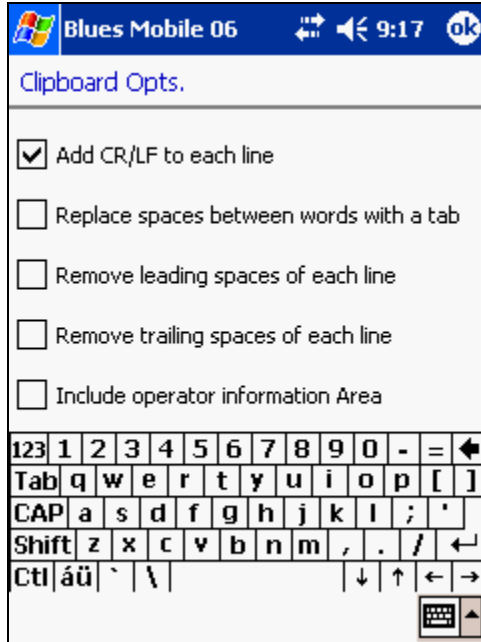 Blues Mobile 06 9:17 ok
Clipboard Opts.
Add CR/LF to each line
Replace spaces between words with a tab
Remove leading spaces of each line
Remove trailing spaces of each line
Include operator information Area
123 1 2 3 4 5 6 7 8 9 0 - = ←
Tab q w e r t y u i o p [ ]
CAP a s d f g h j k l ; '
Shift z x c v b n m , . / ↵
Ctl áü ` \ ↓ ↑ ← →